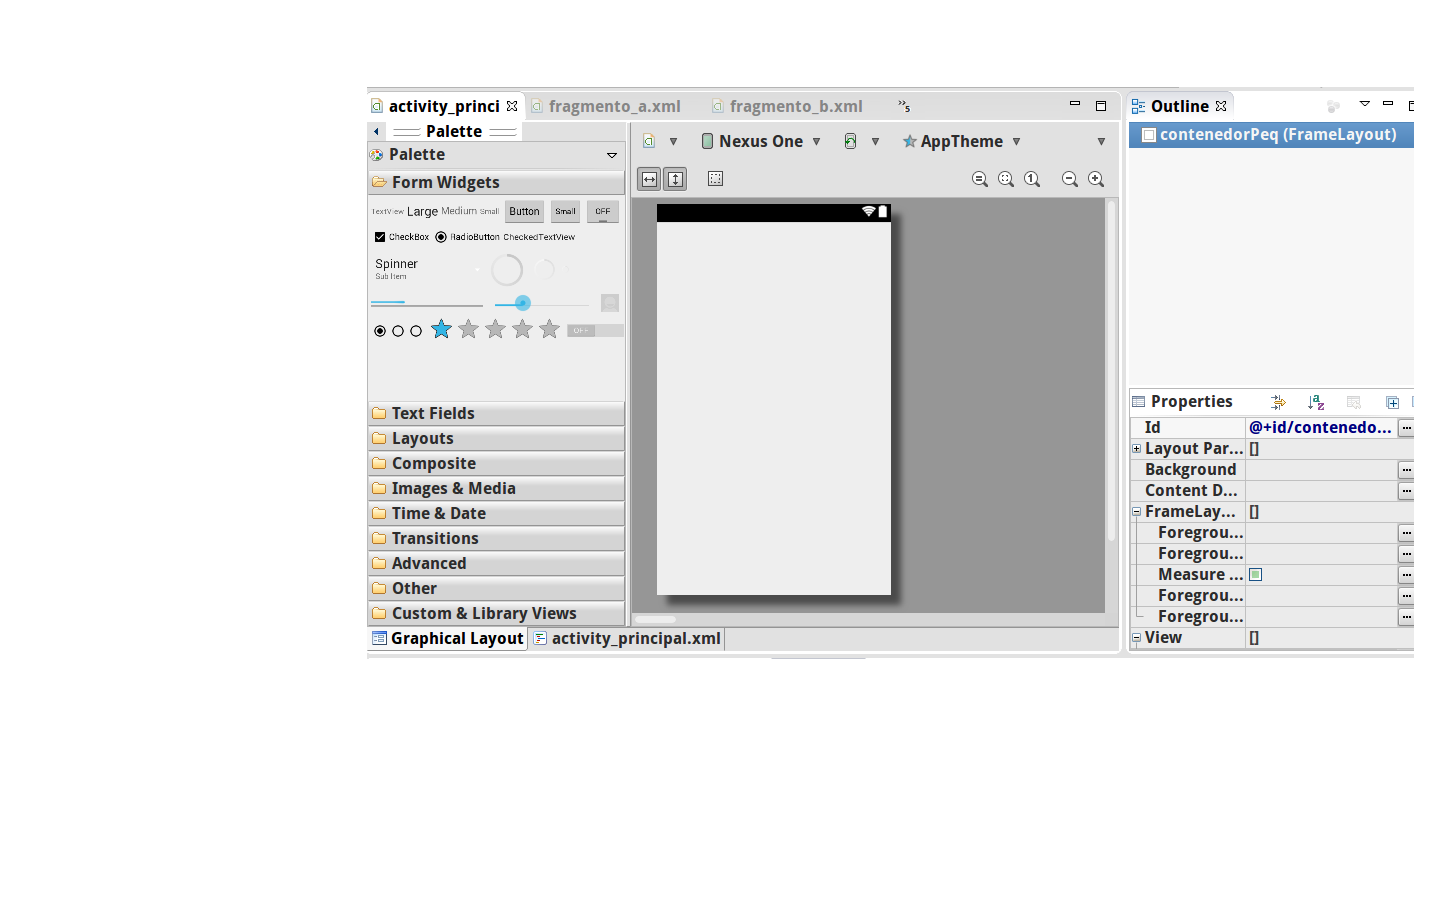 activity_princi
fragmento_a.xml
fragmento_b.xml
»5
Palette
Palette
Form Widgets
TextView Large Medium Small Button Small OFF
CheckBox RadioButton CheckedTextView
Spinner
Sub Item
OFF
Text Fields
Layouts
Composite
Images & Media
Time & Date
Transitions
Advanced
Other
Custom & Library Views
Graphical Layout
activity_principal.xml
Nexus One
AppTheme
1
Outline
contenedorPeq (FrameLayout)
Properties
Id @+id/contenedo... ...
Layout Par... []
Background ...
Content D... ...
FrameLay... []
Foregrou... ...
Foregrou... ...
Measure ...
Foregrou... ...
Foregrou... ...
View []